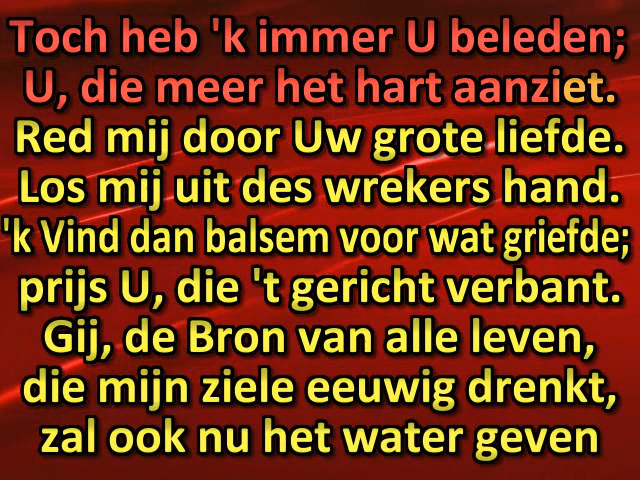 Toch heb 'k immer U beleden;
U, die meer het hart aanziet.
Red mij door Uw grote liefde.
Los mij uit des wrekers hand.
'k Vind dan balsem voor wat griefde;
prijs U, die 't gericht verbant.
Gij, de Bron van alle leven,
die mijn ziele eeuwig drenkt,
zal ook nu het water geven